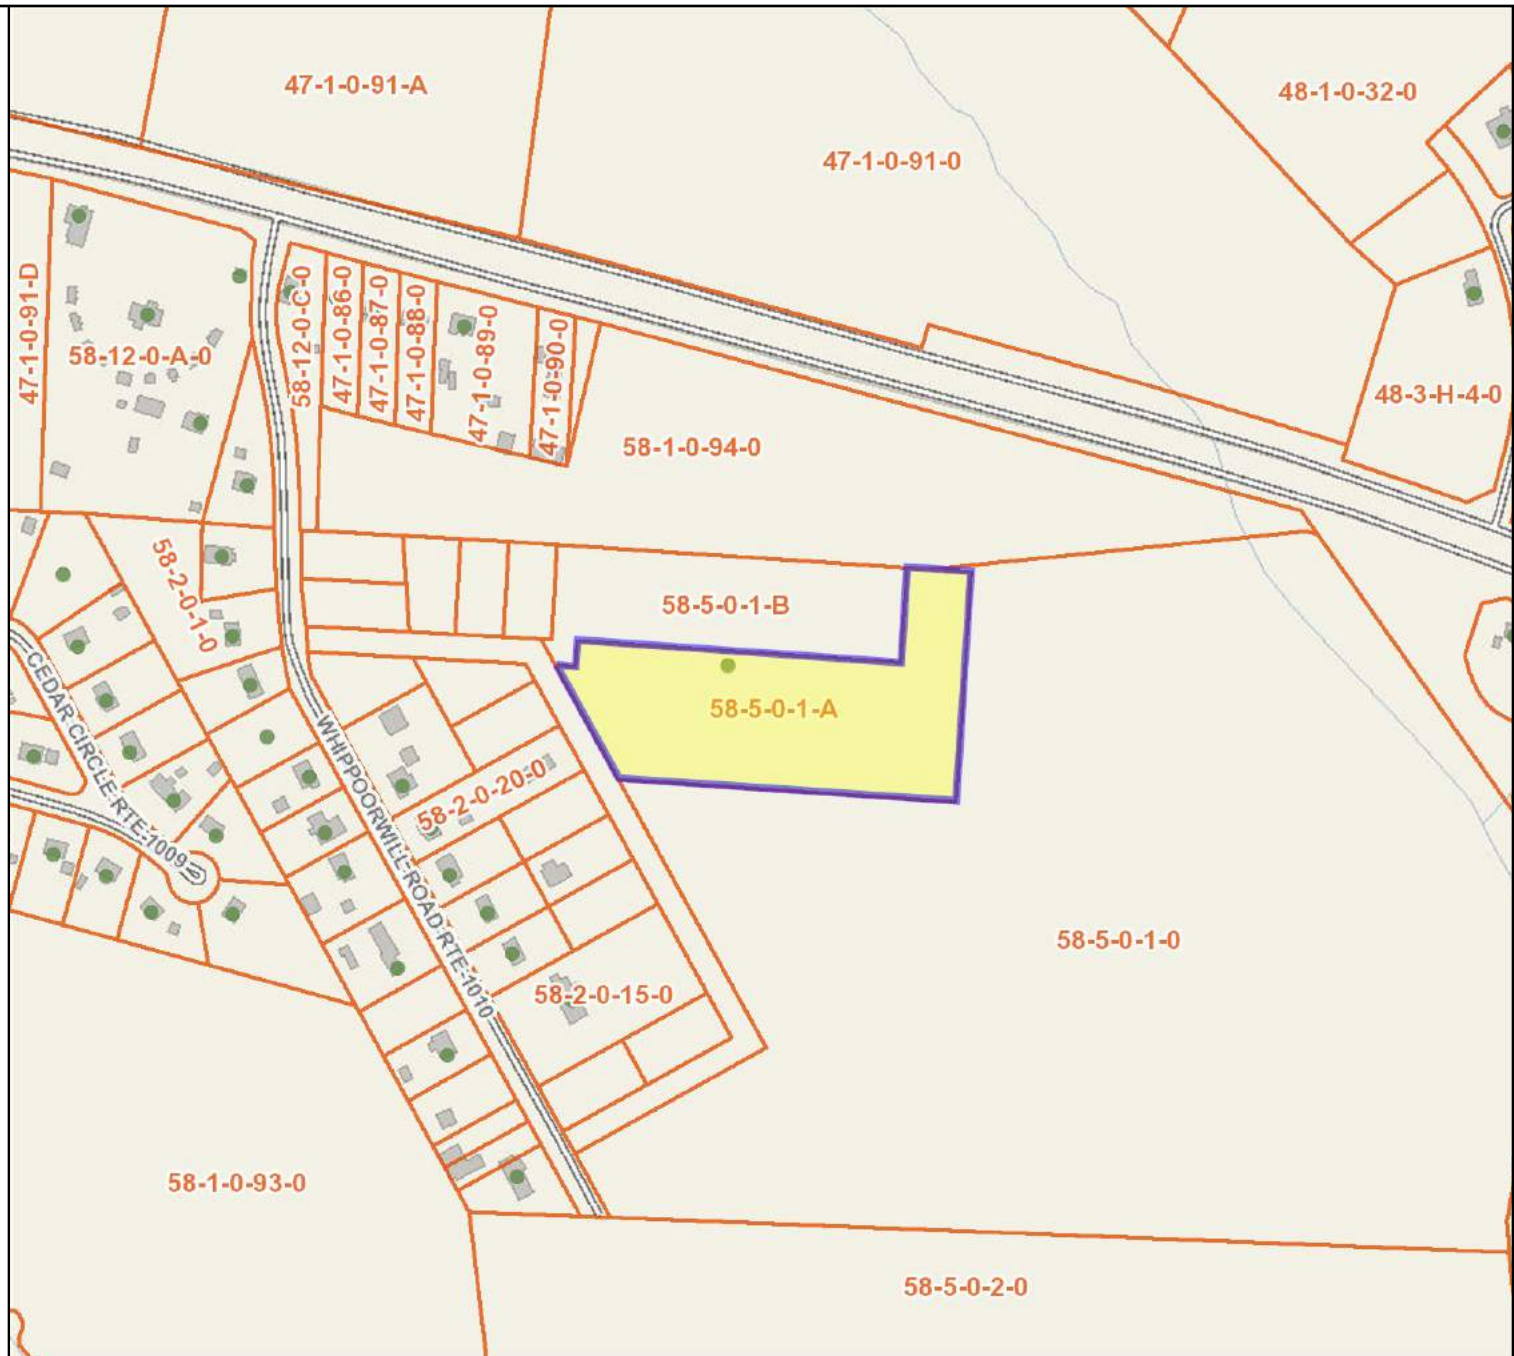 47-1-0-91-A
48-1-0-32-0
47-1-0-91-0
47-1-0-91-D
58-12-0-A-0
58-12-0-C-0
47-1-0-86-0
47-1-0-87-0
47-1-0-88-0
47-1-0-89-0
47-1-0-90-0
48-3-H-4-0
58-1-0-94-0
58-2-0-1-0
58-5-0-1-B
58-5-0-1-A
CEDAR CIRCLE RTE-1009
WHIPPOORWILL ROAD RTE-1010
58-2-0-20-0
58-5-0-1-0
58-2-0-15-0
58-1-0-93-0
58-5-0-2-0